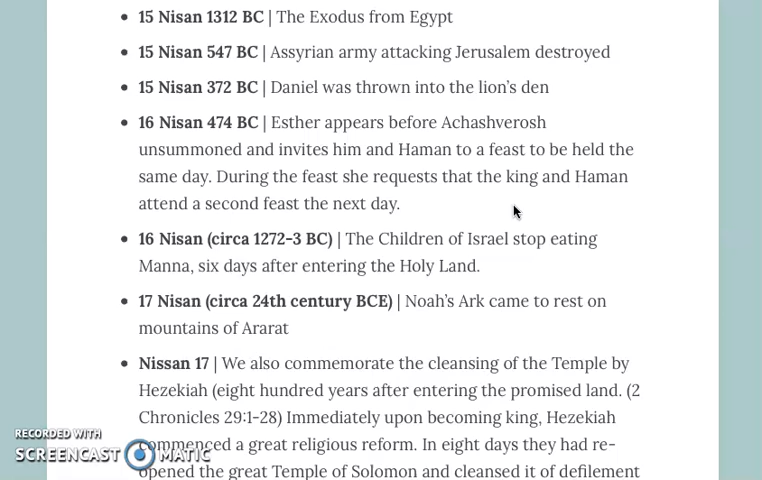 • 15 Nisan 1312 BC | The Exodus from Egypt
• 15 Nisan 547 BC | Assyrian army attacking Jerusalem destroyed
• 15 Nisan 372 BC | Daniel was thrown into the lion’s den
• 16 Nisan 474 BC | Esther appears before Achashverosh
unsummoned and invites him and Haman to a feast to be held the
same day. During the feast she requests that the king and Haman
attend a second feast the next day.
• 16 Nisan (circa 1272-3 BC) | The Children of Israel stop eating
Manna, six days after entering the Holy Land.
• 17 Nisan (circa 24th century BCE) | Noah’s Ark came to rest on
mountains of Ararat
• Nissan 17 | We also commemorate the cleansing of the Temple by
Hezekiah (eight hundred years after entering the promised land. (2
Chronicles 29:1-28) Immediately upon becoming king, Hezekiah
commenced a great religious reform. In eight days they had re-
opened the great Temple of Solomon and cleansed it of defilement
RECORDED WITH
SCREENCAST MATIC